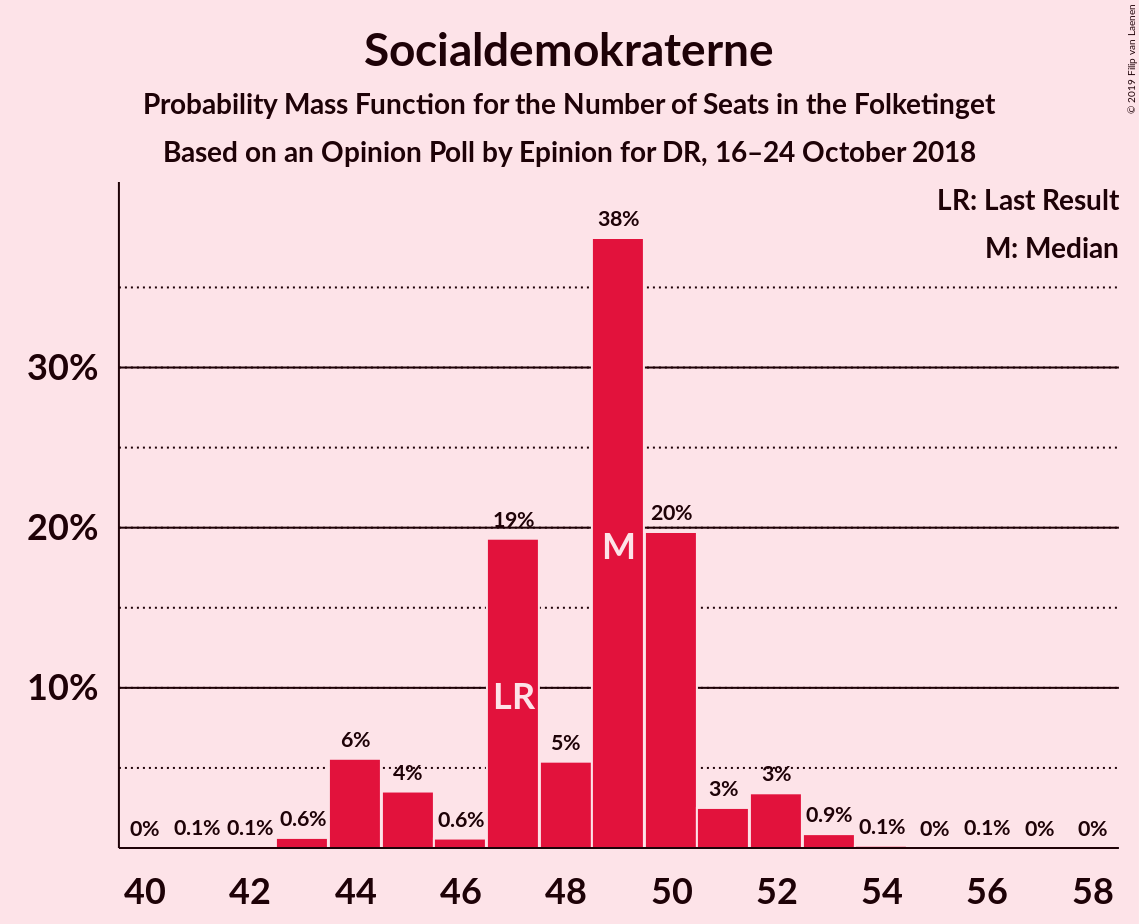 Socialdemokraterne
Probability Mass Function for the Number of Seats in the Folketinget
Based on an Opinion Poll by Epinion for DR, 16–24 October 2018
© 2019 Filip van Laenen
LR: Last Result
M: Median
30%
20%
10%
0%
0.1%
0.1%
0.6%
6%
4%
0.6%
19%
5%
38%
20%
3%
3%
0.9%
0.1%
0%
0.1%
0%
0%
LR
M
40 42 44 46 48 50 52 54 56 58